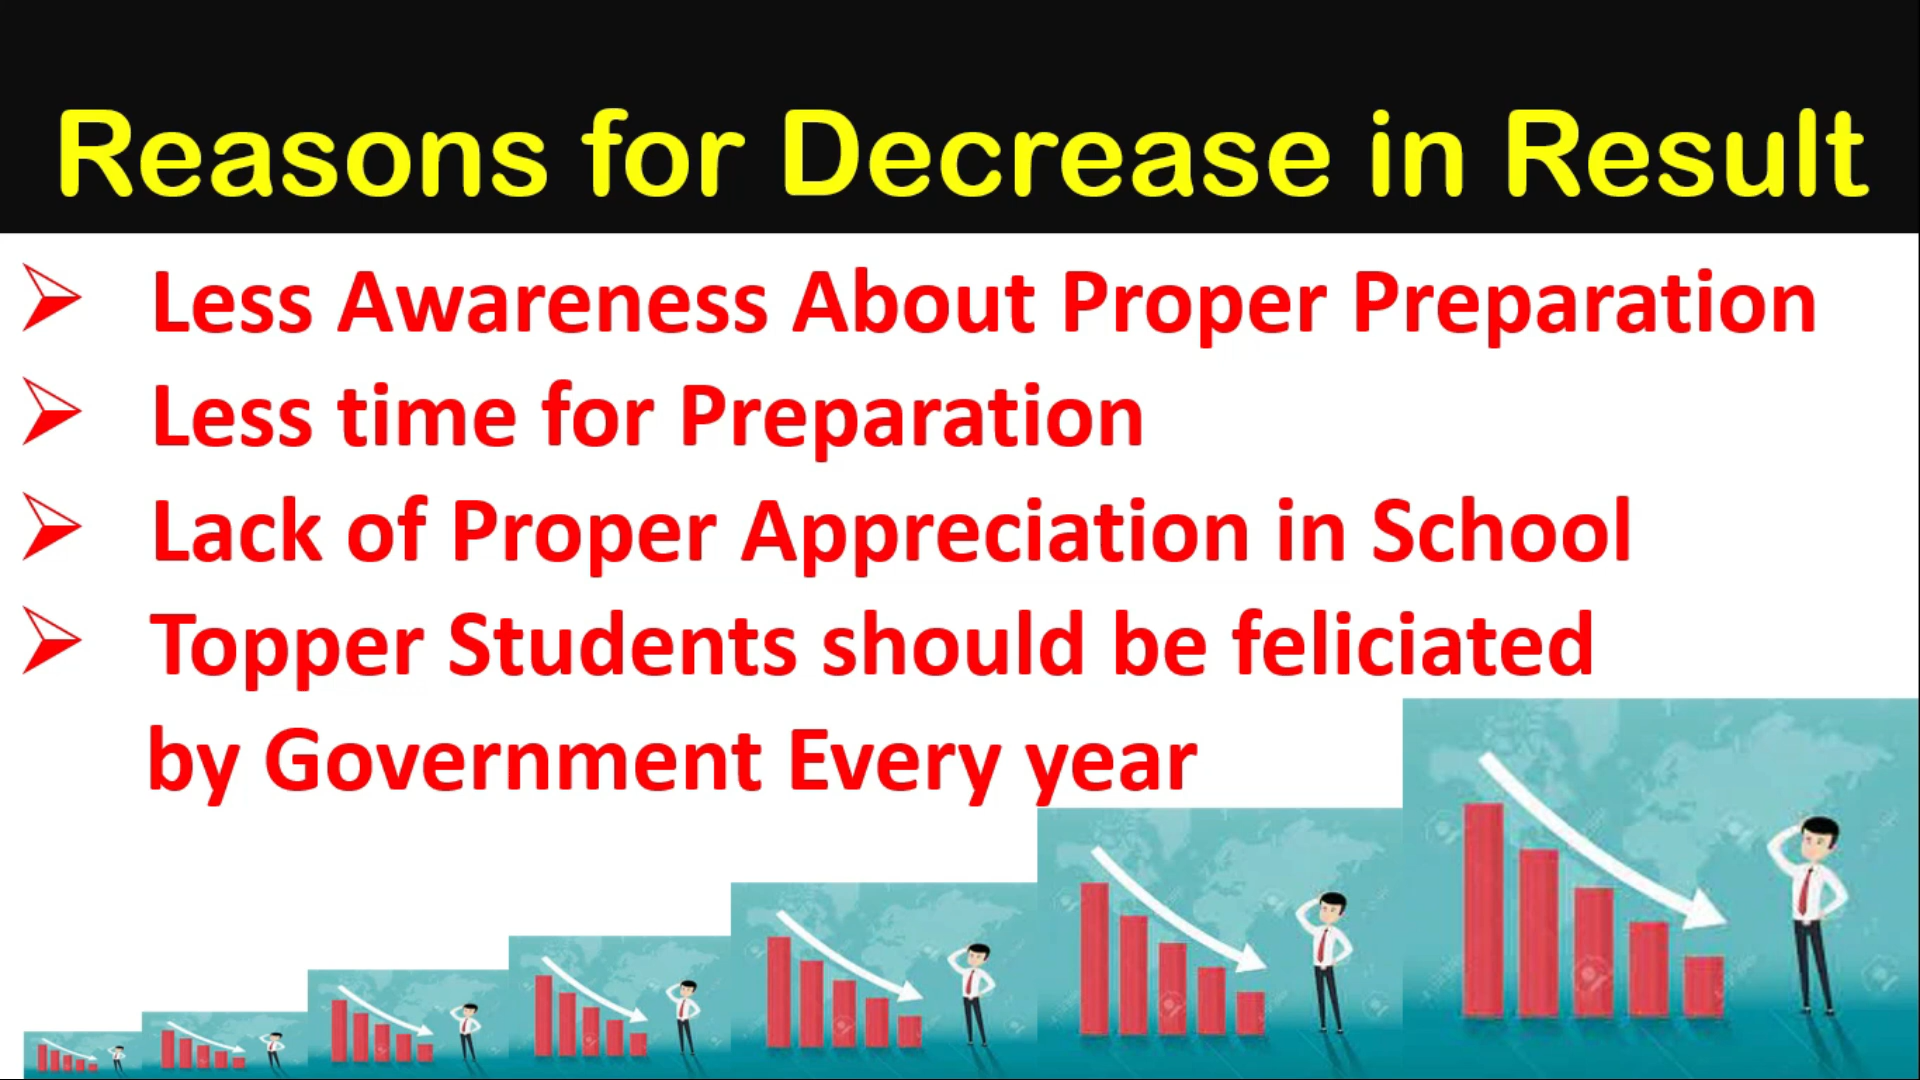 Reasons for Decrease in Result
➢ Less Awareness About Proper Preparation
➢ Less time for Preparation
➢ Lack of Proper Appreciation in School
➢ Topper Students should be feliciated
by Government Every year